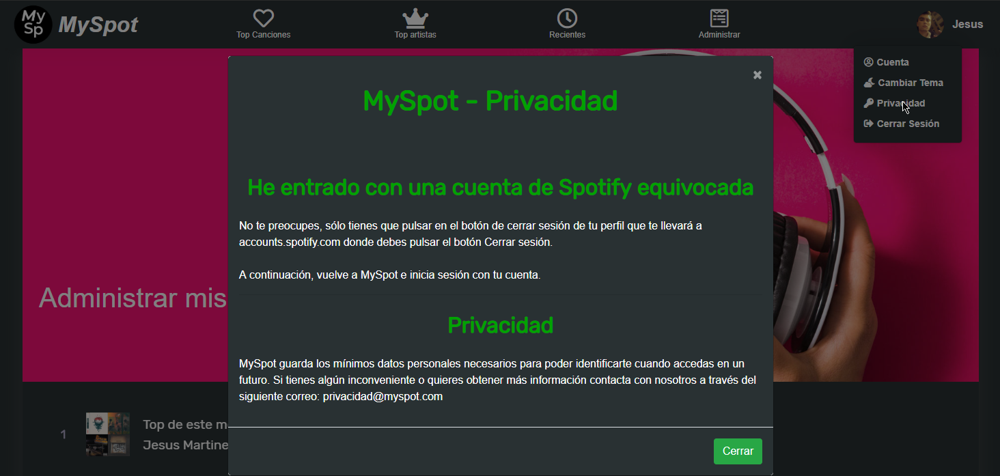 My
Sp
MySpot
Top Canciones
Top artistas
Recientes
Administrar
Jesus
Cuenta
Cambiar Tema
Privacidad
Cerrar Sesión
×
MySpot - Privacidad
He entrado con una cuenta de Spotify equivocada
No te preocupes, sólo tienes que pulsar en el botón de cerrar sesión de tu perfil que te llevará a
accounts.spotify.com donde debes pulsar el botón Cerrar sesión.
A continuación, vuelve a MySpot e inicia sesión con tu cuenta.
Administrar mis
Privacidad
MySpot guarda los mínimos datos personales necesarios para poder identificarte cuando accedas en un
futuro. Si tienes algún inconveniente o quieres obtener más información contacta con nosotros a través del
siguiente correo: privacidad@myspot.com
1
Top de este m
Jesus Martine
Cerrar